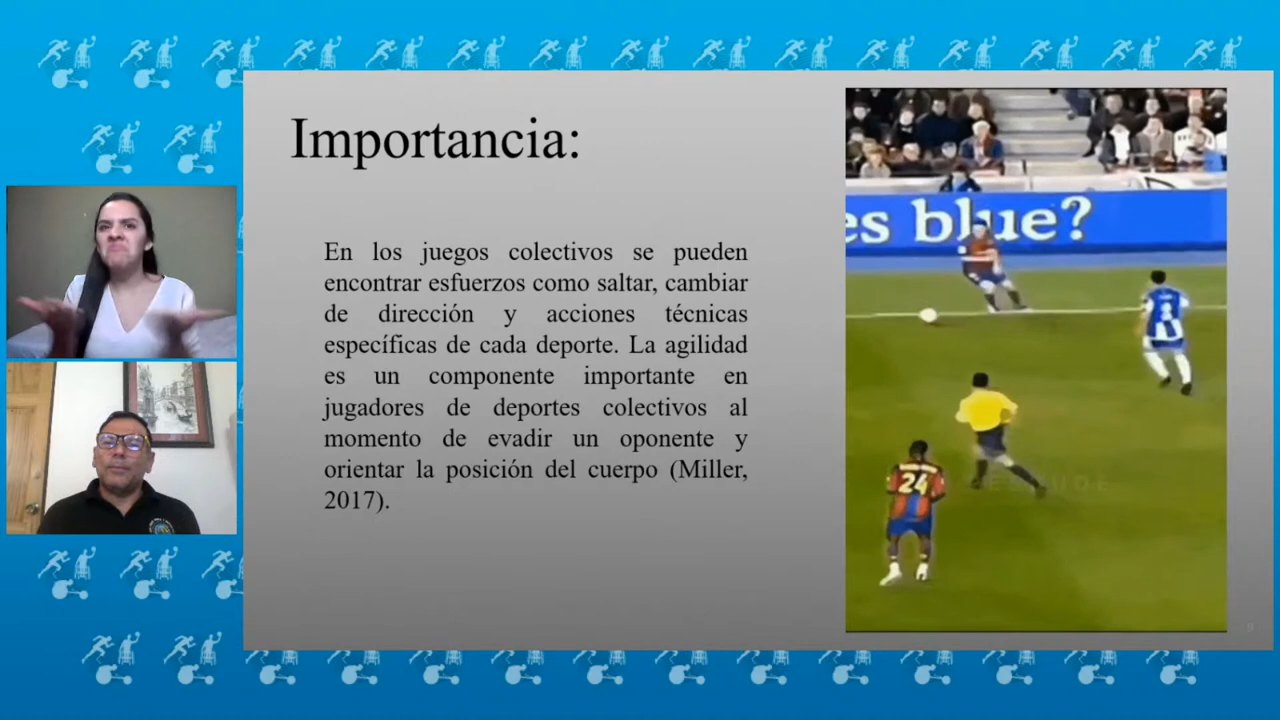 Importancia:
En los juegos colectivos se pueden
encontrar esfuerzos como saltar, cambiar
de dirección y acciones técnicas
específicas de cada deporte. La agilidad
es un componente importante en
jugadores de deportes colectivos al
momento de evadir un oponente y
orientar la posición del cuerpo (Miller,
2017).
es blue?
24